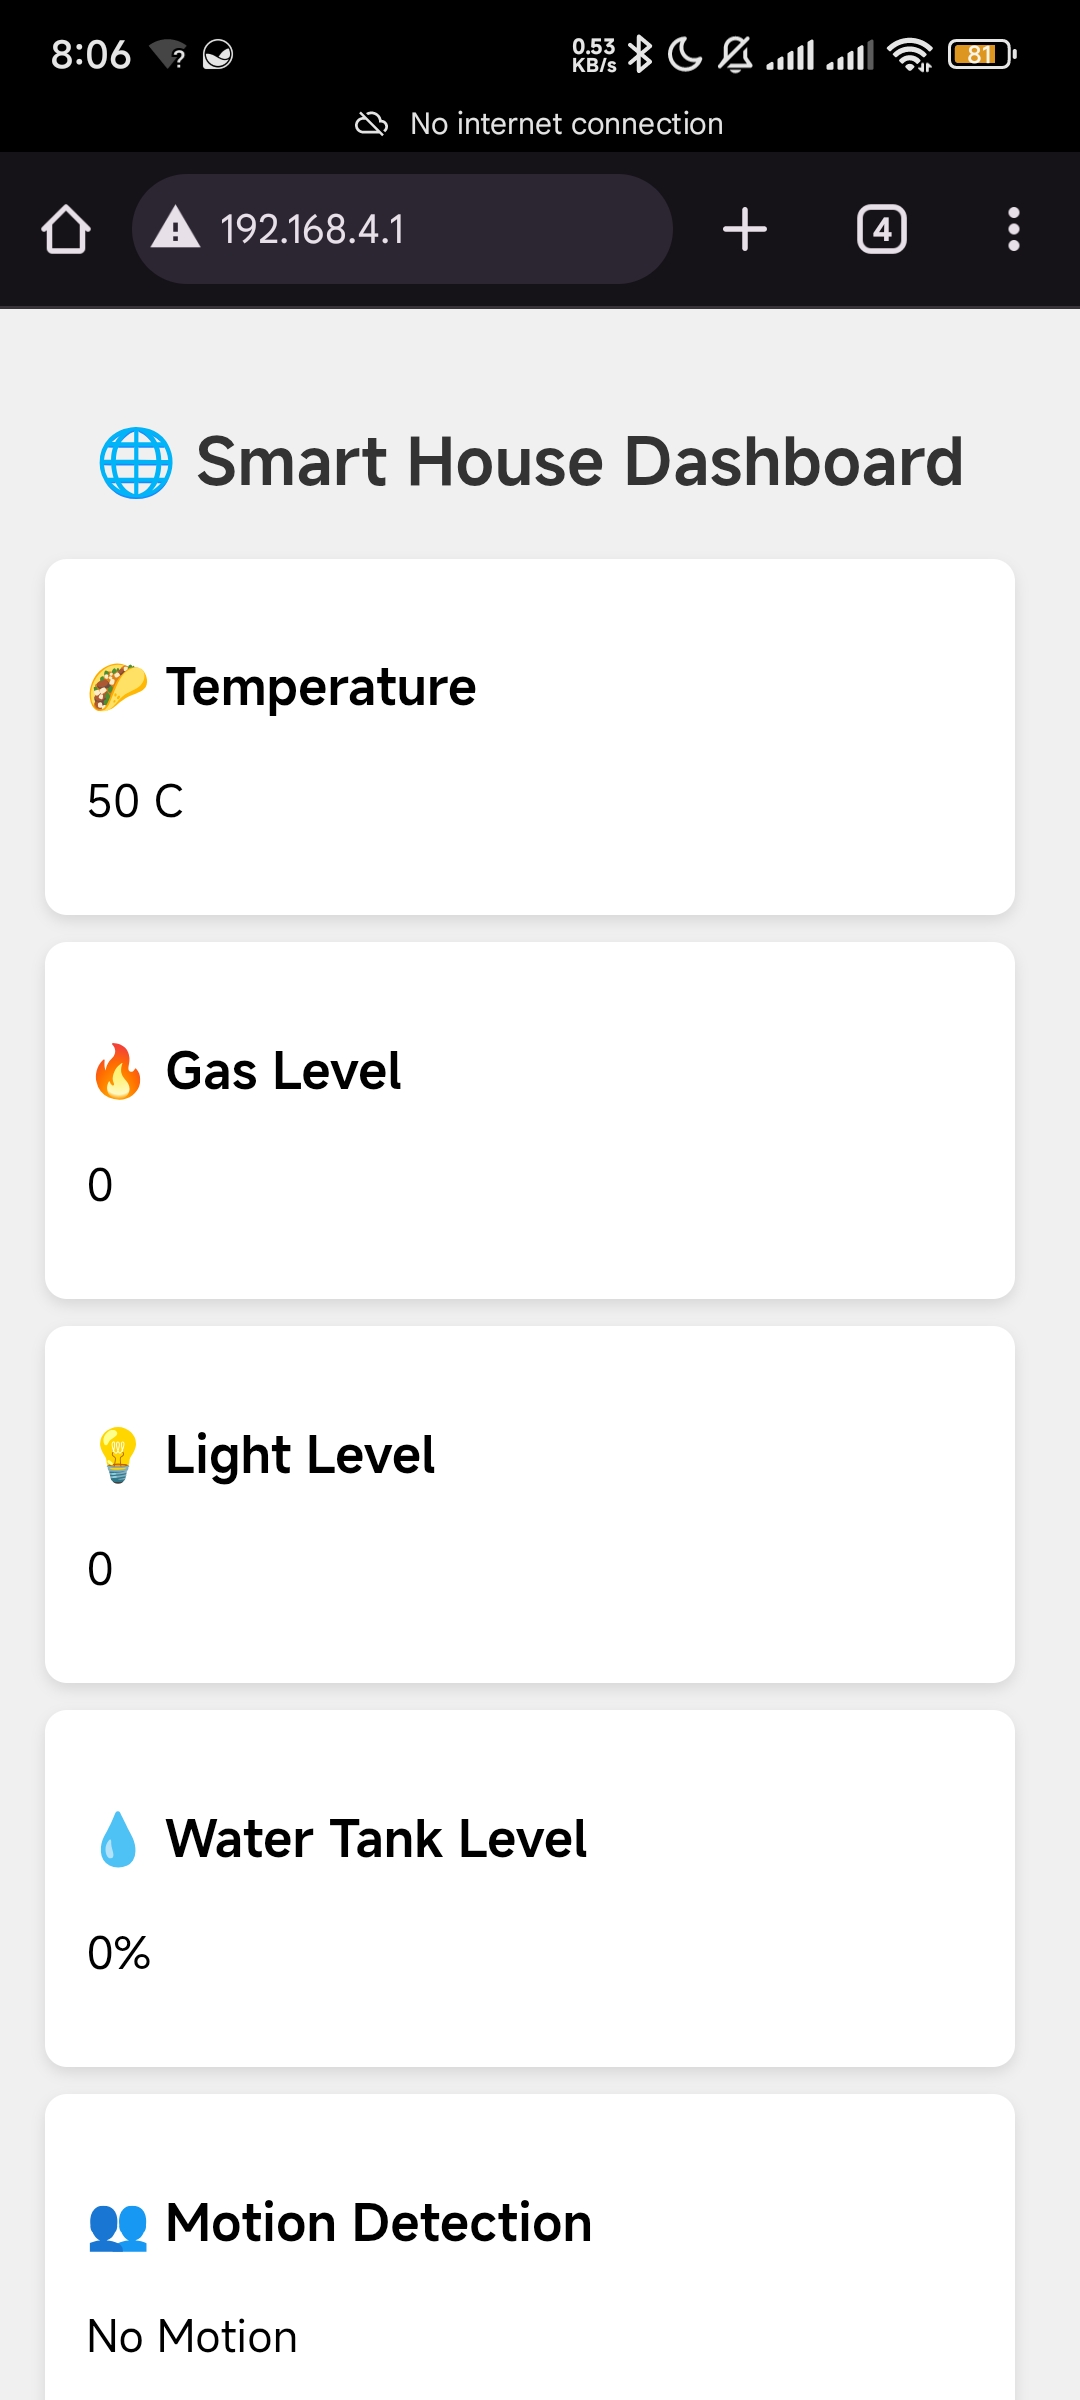 8:06
0.53
KB/s
81
No internet connection
192.168.4.1
4
🌐 Smart House Dashboard
🌮 Temperature
50 C
🔥 Gas Level
0
💡 Light Level
0
💧 Water Tank Level
0%
👥 Motion Detection
No Motion